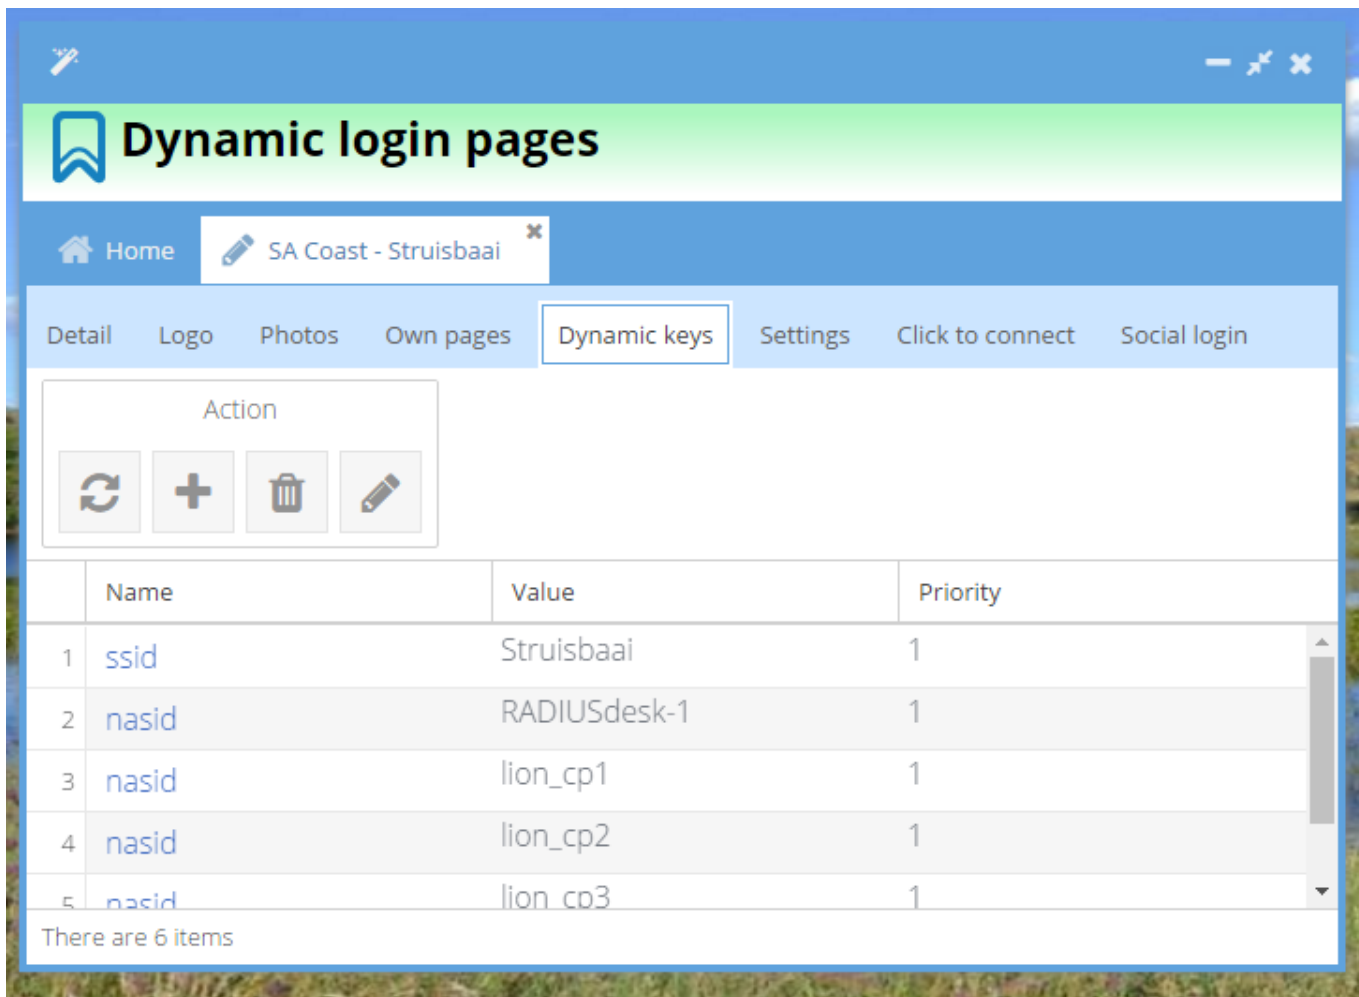 Dynamic login pages
Home SA Coast - Struisbaai
Detail Logo Photos Own pages Dynamic keys Settings Click to connect Social login
Action
Name Value Priority
1 ssid Struisbaai 1
2 nasid RADIUSdesk-1 1
3 nasid lion_cp1 1
4 nasid lion_cp2 1
5 nasid lion_cp3 1
There are 6 items